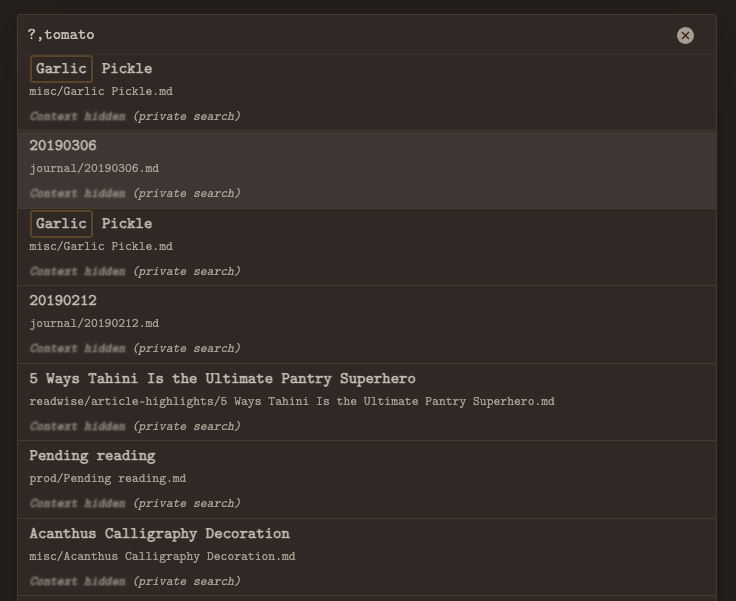 ?,tomato
Garlic Pickle
misc/Garlic Pickle.md
Context hidden (private search)
20190306
journal/20190306.md
Context hidden (private search)
Garlic Pickle
misc/Garlic Pickle.md
Context hidden (private search)
20190212
journal/20190212.md
Context hidden (private search)
5 Ways Tahini Is the Ultimate Pantry Superhero
readwise/article-highlights/5 Ways Tahini Is the Ultimate Pantry Superhero.md
Context hidden (private search)
Pending reading
prod/Pending reading.md
Context hidden (private search)
Acanthus Calligraphy Decoration
misc/Acanthus Calligraphy Decoration.md
Context hidden (private search)